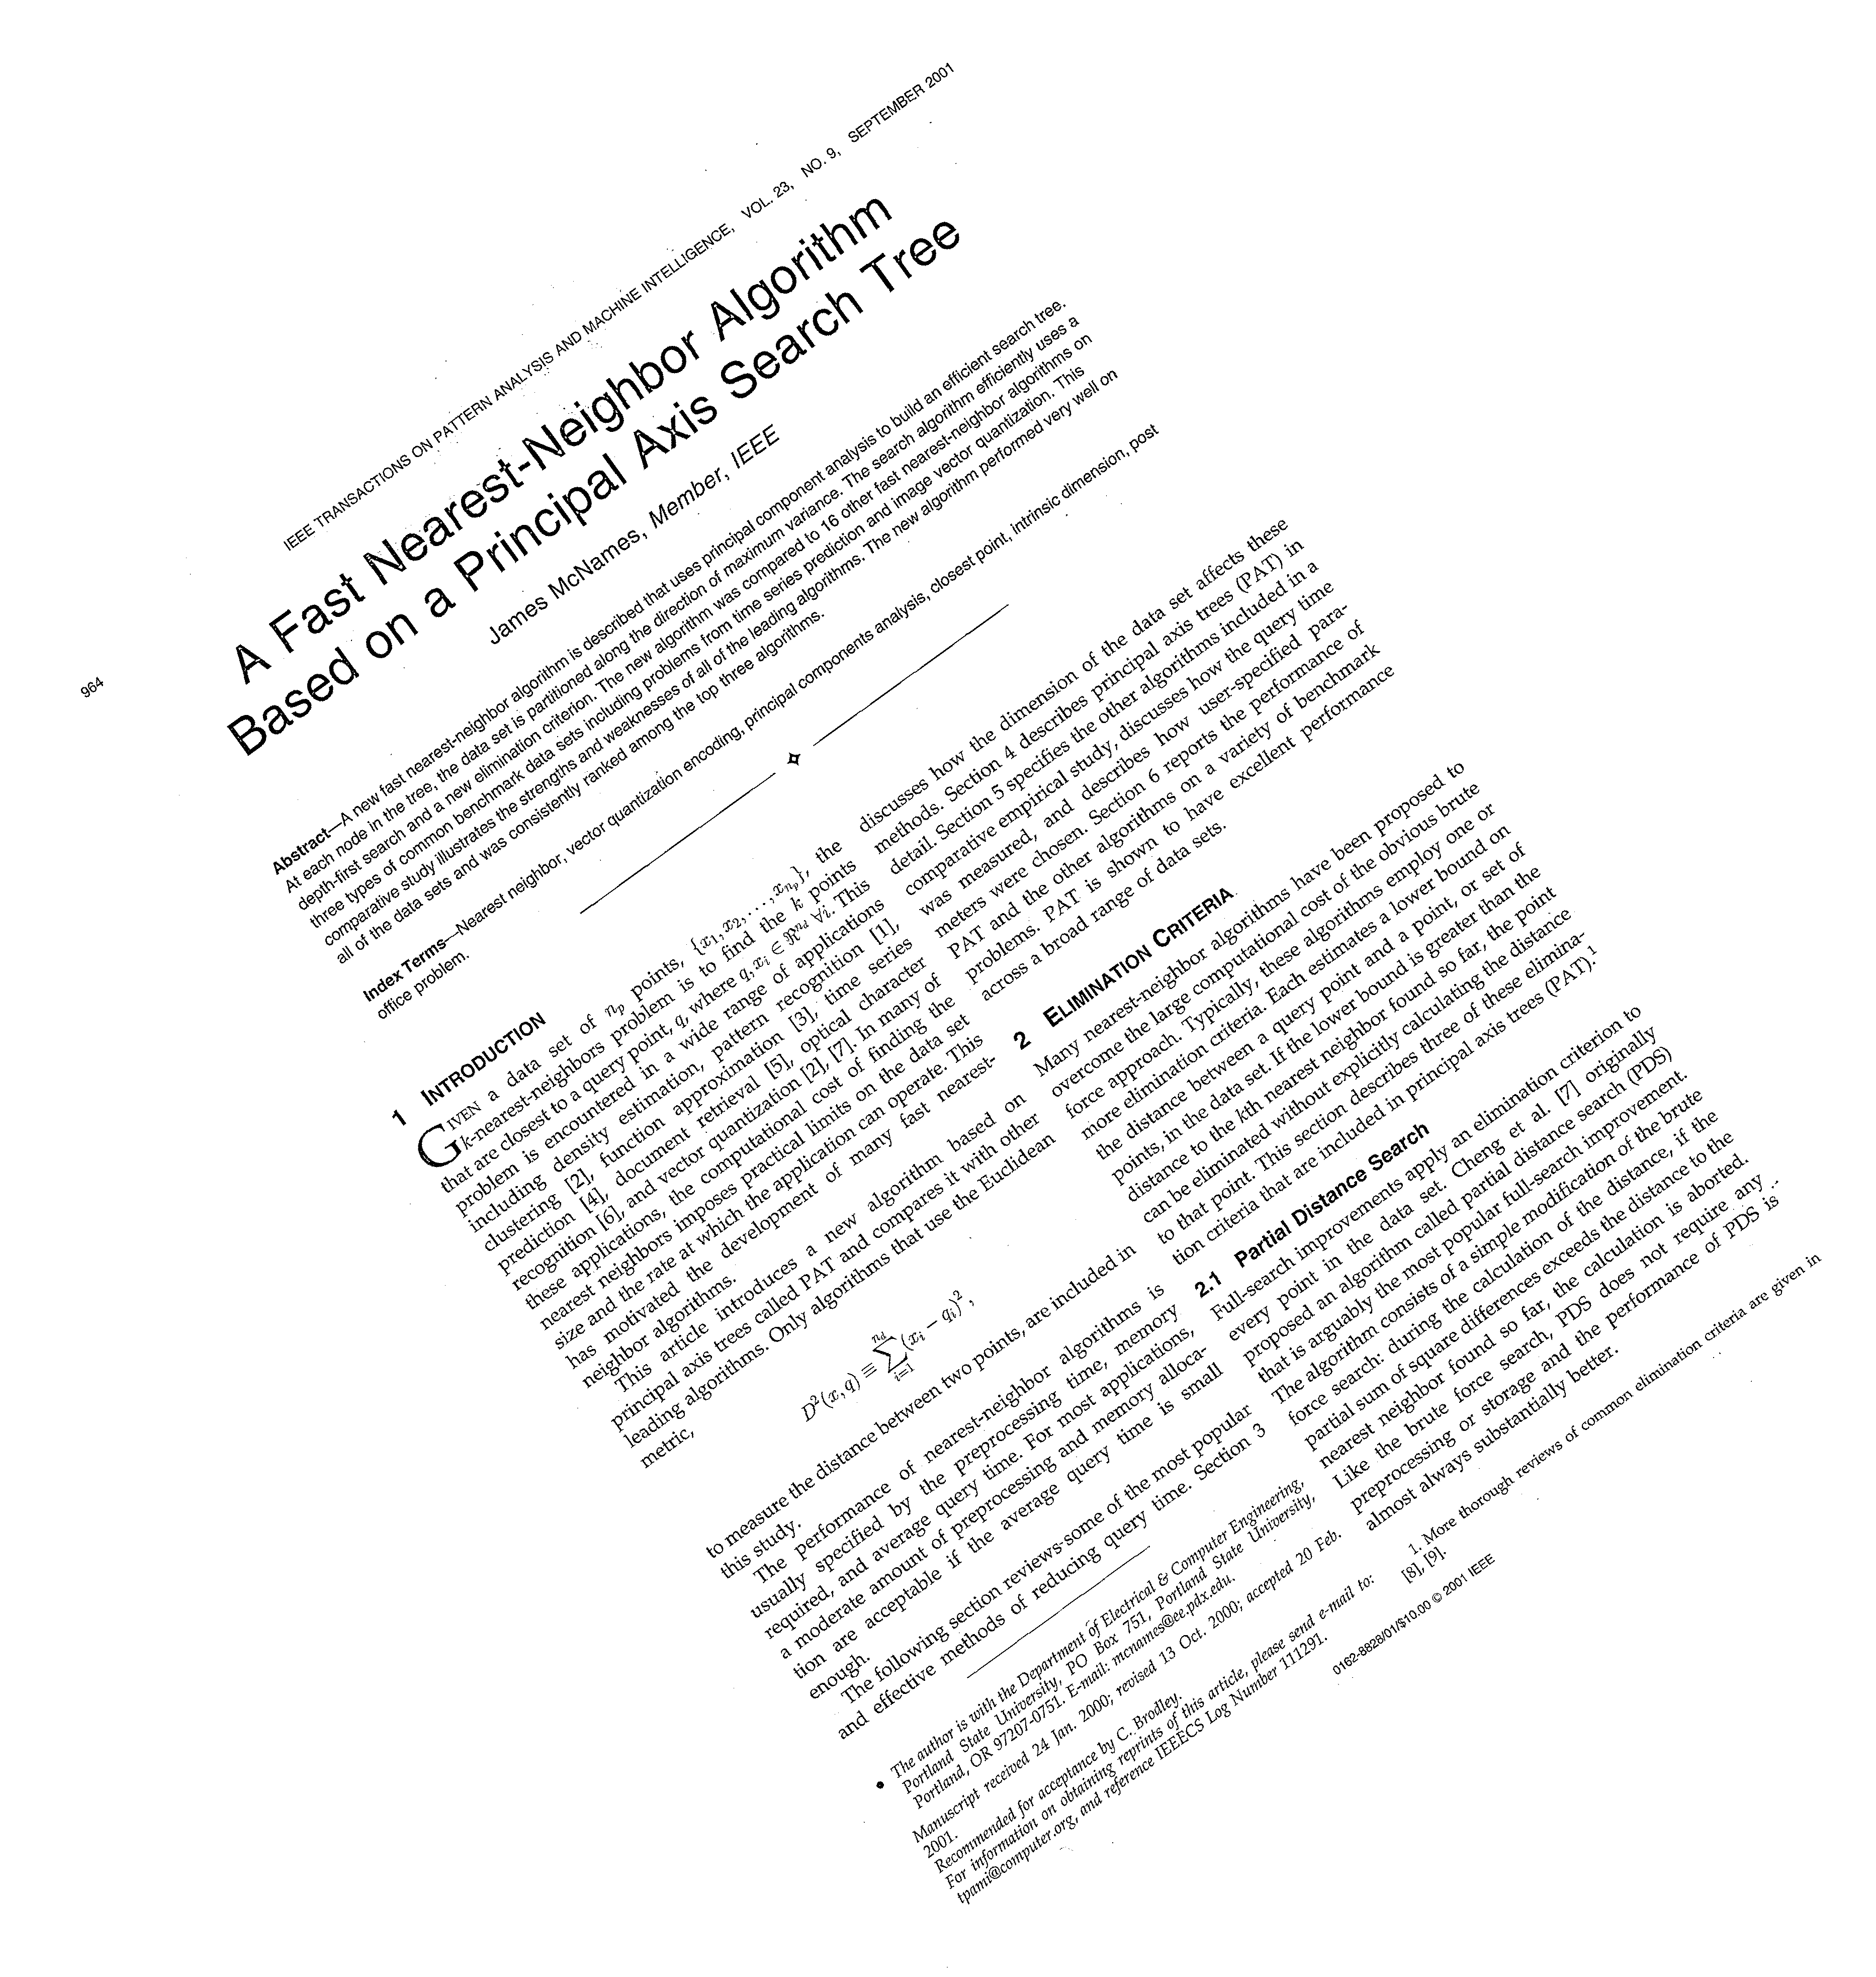 964
IEEE TRANSACTIONS ON PATTERN ANALYSIS AND MACHINE INTELLIGENCE, VOL. 23, NO. 9, SEPTEMBER 2001
A Fast Nearest-Neighbor Algorithm
Based on a Principal Axis Search Tree
James McNames, Member, IEEE
Abstract—A new fast nearest-neighbor algorithm is described that uses principal component analysis to build an efficient search tree.
At each node in the tree, the data set is partitioned along the direction of maximum variance. The search algorithm efficiently uses a
depth-first search and a new elimination criterion. The new algorithm was compared to 16 other fast nearest-neighbor algorithms on
three types of common benchmark data sets including problems from time series prediction and image vector quantization. This
comparative study illustrates the strengths and weaknesses of all of the leading algorithms. The new algorithm performed very well on
all of the data sets and was consistently ranked among the top three algorithms.
Index Terms—Nearest neighbor, vector quantization encoding, principal components analysis, closest point, intrinsic dimension, post
office problem.
1 INTRODUCTION
GIVEN a data set of n_p points, {x_1, x_2, ..., x_{n_p}}, the
k-nearest-neighbors problem is to find the k points
that are closest to a query point, q, where q, x_i ∈ ℜ^{n_d} ∀i. This
problem is encountered in a wide range of applications
including density estimation, pattern recognition [1],
clustering [2], function approximation [3], time series
prediction [4], document retrieval [5], optical character
recognition [6], and vector quantization [2], [7]. In many of
these applications, the computational cost of finding the
nearest neighbors imposes practical limits on the data set
size and the rate at which the application can operate. This
has motivated the development of many fast nearest-
neighbor algorithms.
This article introduces a new algorithm based on
principal axis trees called PAT and compares it with other
leading algorithms. Only algorithms that use the Euclidean
metric,
D²(x, q) ≡ ∑_{i=1}^{n_d} (x_i − q_i)²,
to measure the distance between two points, are included in
this study.
The performance of nearest-neighbor algorithms is
usually specified by the preprocessing time, memory
required, and average query time. For most applications,
a moderate amount of preprocessing and memory alloca-
tion are acceptable if the average query time is small
enough.
The following section reviews-some of the most popular
and effective methods of reducing query time. Section 3
• The author is with the Department of Electrical & Computer Engineering,
Portland State University, PO Box 751, Portland State University,
Portland, OR 97207-0751. E-mail: mcnames@ee.pdx.edu.
Manuscript received 24 Jan. 2000; revised 13 Oct. 2000; accepted 20 Feb.
2001.
Recommended for acceptance by C. Brodley.
For information on obtaining reprints of this article, please send e-mail to:
tpami@computer.org, and reference IEEECS Log Number 111291.
discusses how the dimension of the data set affects these
methods. Section 4 describes principal axis trees (PAT) in
detail. Section 5 specifies the other algorithms included in a
comparative empirical study, discusses how the query time
was measured, and describes how user-specified para-
meters were chosen. Section 6 reports the performance of
PAT and the other algorithms on a variety of benchmark
problems. PAT is shown to have excellent performance
across a broad range of data sets.
2 ELIMINATION CRITERIA
Many nearest-neighbor algorithms have been proposed to
overcome the large computational cost of the obvious brute
force approach. Typically, these algorithms employ one or
more elimination criteria. Each estimates a lower bound on
the distance between a query point and a point, or set of
points, in the data set. If the lower bound is greater than the
distance to the kth nearest neighbor found so far, the point
can be eliminated without explicitly calculating the distance
to that point. This section describes three of these elimina-
tion criteria that are included in principal axis trees (PAT).¹
2.1 Partial Distance Search
Full-search improvements apply an elimination criterion to
every point in the data set. Cheng et al. [7] originally
proposed an algorithm called partial distance search (PDS)
that is arguably the most popular full-search improvement.
The algorithm consists of a simple modification of the brute
force search: during the calculation of the distance, if the
partial sum of square differences exceeds the distance to the
nearest neighbor found so far, the calculation is aborted.
Like the brute force search, PDS does not require any
preprocessing or storage and the performance of PDS is
almost always substantially better.
1. More thorough reviews of common elimination criteria are given in
[8], [9].
0162-8828/01/$10.00 © 2001 IEEE